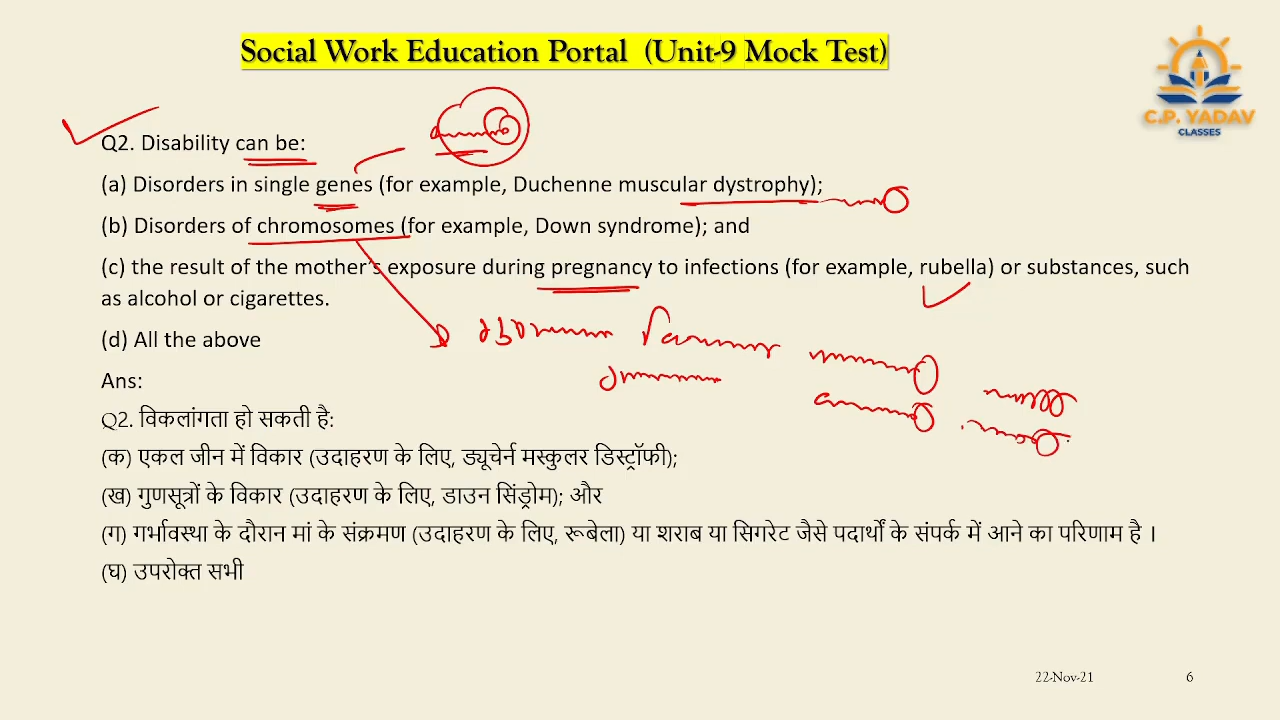 Social Work Education Portal (Unit-9 Mock Test)
C.P. YADAV
CLASSES
Q2. Disability can be:
(a) Disorders in single genes (for example, Duchenne muscular dystrophy);
(b) Disorders of chromosomes (for example, Down syndrome); and
(c) the result of the mother's exposure during pregnancy to infections (for example, rubella) or substances, such
as alcohol or cigarettes.
(d) All the above
Ans:
Q2. विकलांगता हो सकती है:
(क) एकल जीन में विकार (उदाहरण के लिए, ड्यूचेर्न मस्कुलर डिस्ट्रॉफी);
(ख) गुणसूत्रों के विकार (उदाहरण के लिए, डाउन सिंड्रोम); और
(ग) गर्भावस्था के दौरान मां के संक्रमण (उदाहरण के लिए, रूबेला) या शराब या सिगरेट जैसे पदार्थों के संपर्क में आने का परिणाम है ।
(घ) उपरोक्त सभी
22-Nov-21
6